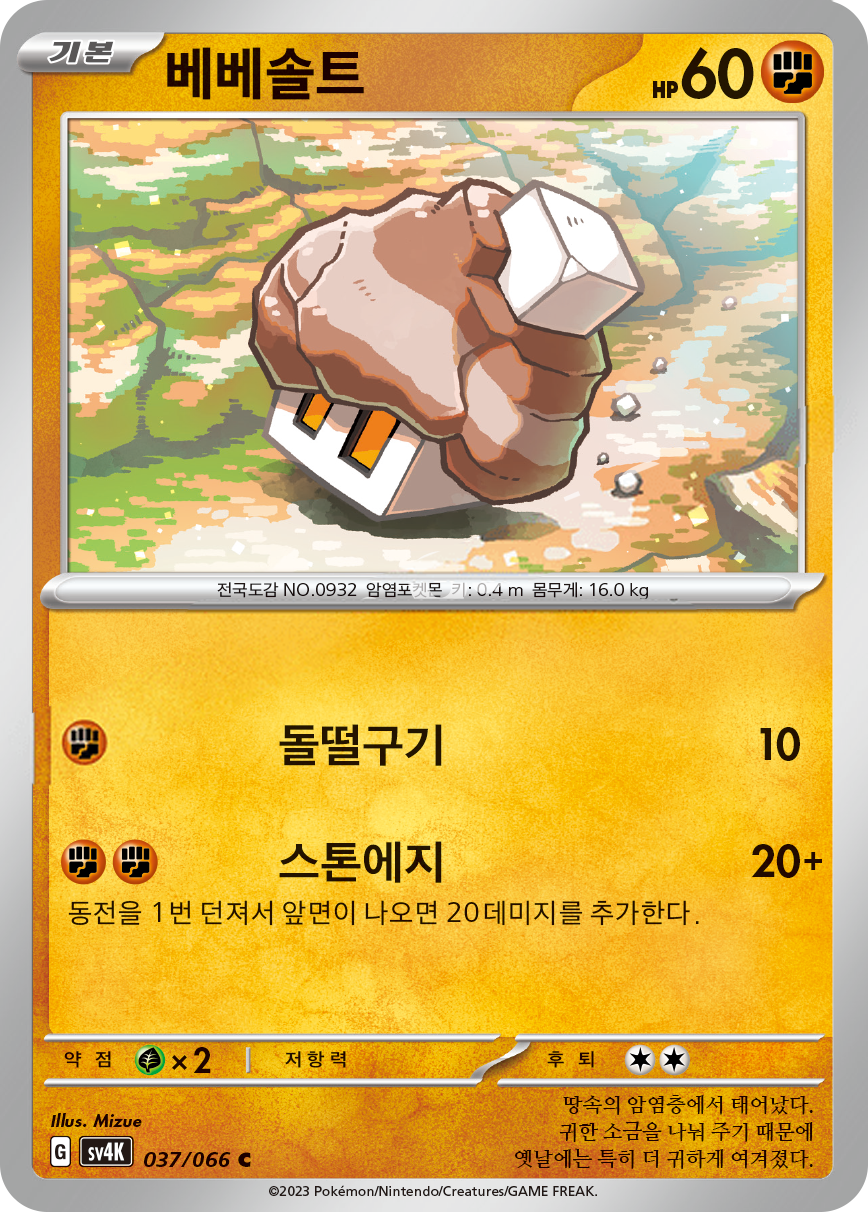 기본 베베솔트 HP 60
전국도감 NO.0932 암염포켓몬 키: 0.4 m 몸무게: 16.0 kg
돌떨구기 10
스톤에지 20+
동전을 1번 던져서 앞면이 나오면 20데미지를 추가한다.
약점 ×2 저항력 후퇴
Illus. Mizue
땅속의 암염층에서 태어났다.
귀한 소금을 나눠 주기 때문에
옛날에는 특히 더 귀하게 여겨졌다.
G sv4K 037/066 C
©2023 Pokémon/Nintendo/Creatures/GAME FREAK.